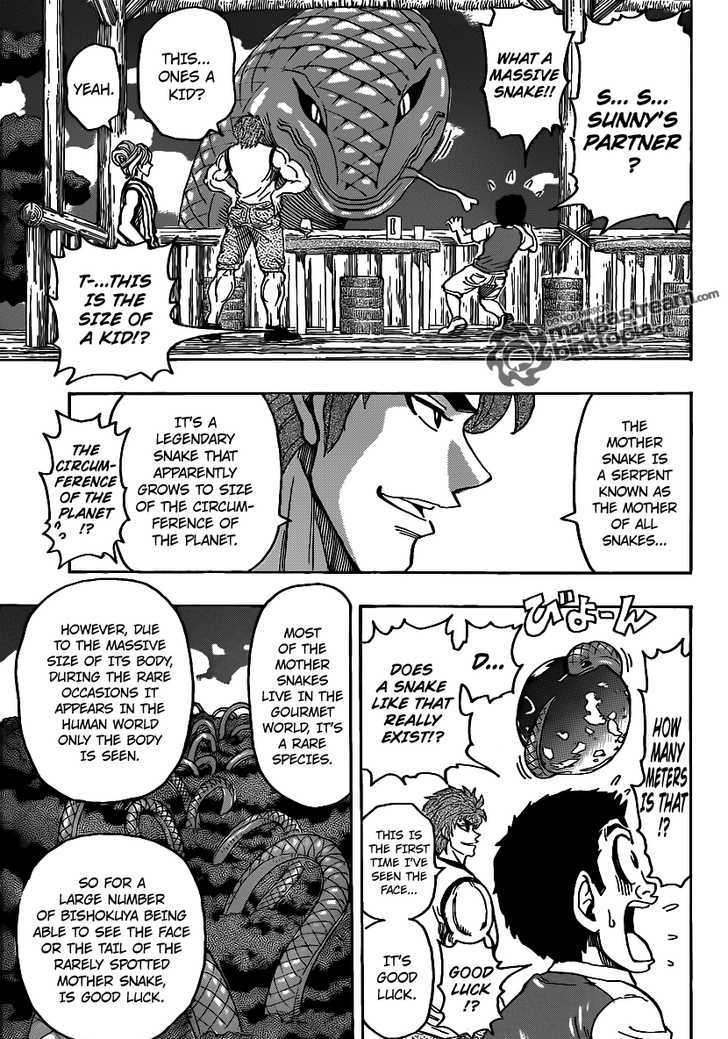 S... S...
SUNNY'S
PARTNER
?
WHAT A
MASSIVE
SNAKE!!
THIS...
ONES A
KID?
YEAH.
T-...THIS
IS THE
SIZE OF
A KID!?
DO NOT MIRROR
mangastream.com
binktopia.org
THE
MOTHER
SNAKE IS
A SERPENT
KNOWN AS
THE MOTHER
OF ALL
SNAKES...
IT'S A
LEGENDARY
SNAKE THAT
APPARENTLY
GROWS TO SIZE
OF THE CIRCUM-
FERENCE OF
THE PLANET.
THE
CIRCUM-
FERENCE
OF THE
PLANET
!?
びよーん
HOW
MANY
METERS
IS THAT
!?
D...
DOES
A SNAKE
LIKE THAT
REALLY
EXIST!?
THIS IS
THE FIRST
TIME I'VE
SEEN THE
FACE...
IT'S
GOOD
LUCK.
GOOD
LUCK
!?
MOST
OF THE
MOTHER
SNAKES
LIVE IN THE
GOURMET
WORLD, IT'S
A RARE
SPECIES.
HOWEVER, DUE
TO THE MASSIVE
SIZE OF ITS BODY,
DURING THE RARE
OCCASIONS IT
APPEARS IN THE
HUMAN WORLD
ONLY THE BODY
IS SEEN.
SO FOR A
LARGE NUMBER
OF BISHOKUYA BEING
ABLE TO SEE THE FACE
OR THE TAIL OF THE
RARELY SPOTTED
MOTHER SNAKE,
IS GOOD LUCK.